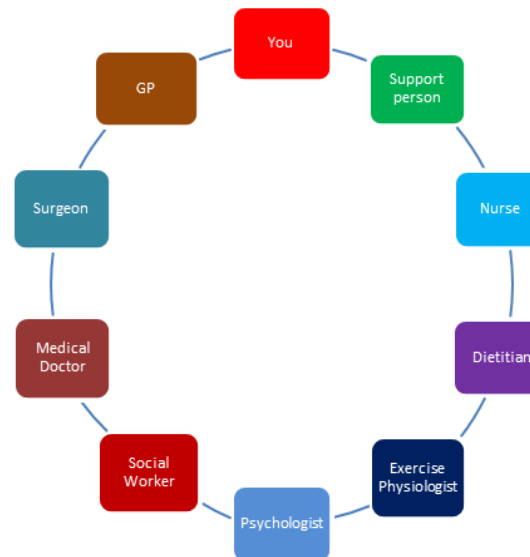 You
Support
person
Nurse
Dietitian
Exercise
Physiologist
Psychologist
Social
Worker
Medical
Doctor
Surgeon
GP